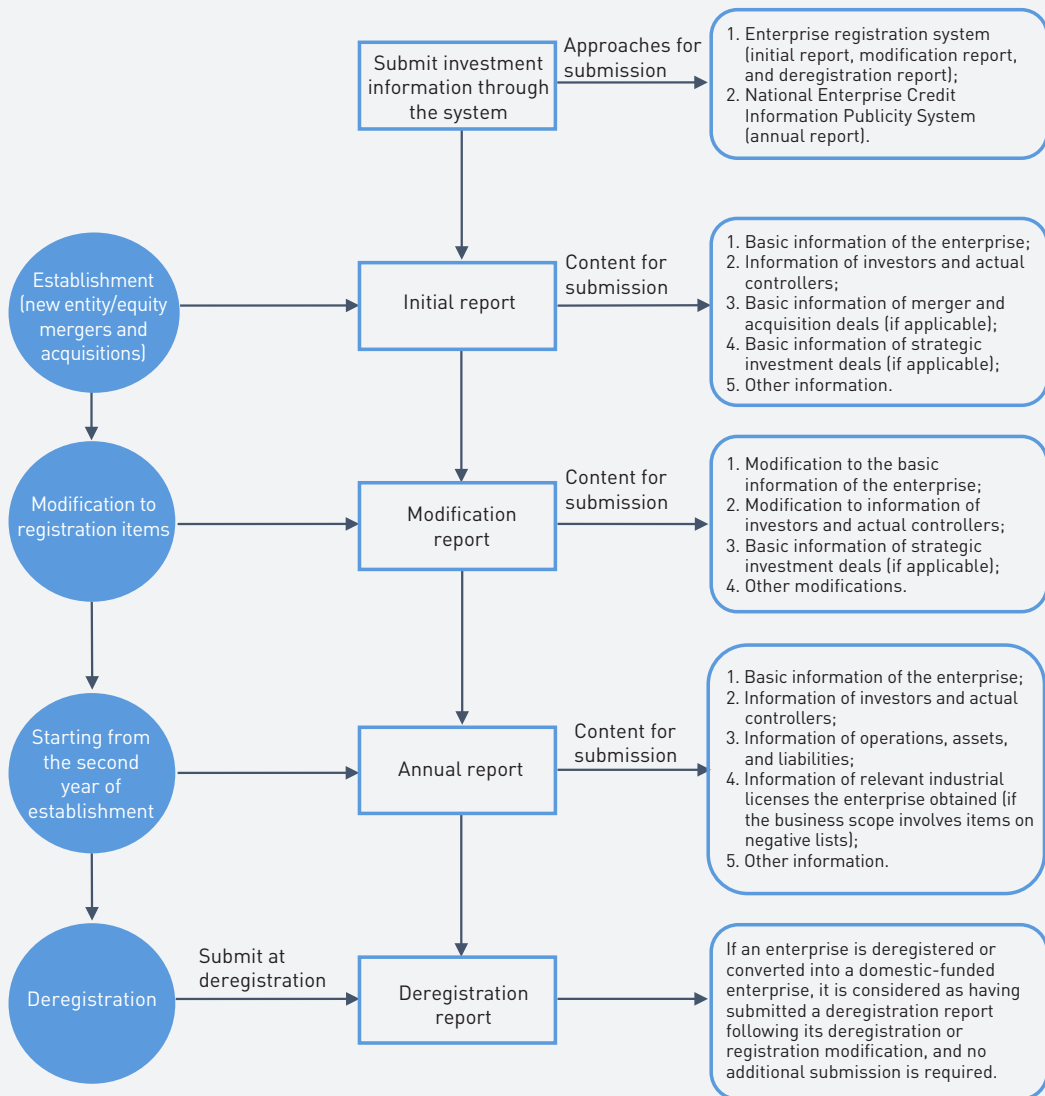 Submit investment
information through
the system
Approaches for
submission
1. Enterprise registration system
(initial report, modification report,
and deregistration report);
2. National Enterprise Credit
Information Publicity System
(annual report).
Establishment
(new entity/equity
mergers and
acquisitions)
Initial report
Content for
submission
1. Basic information of the enterprise;
2. Information of investors and actual
controllers;
3. Basic information of merger and
acquisition deals (if applicable);
4. Basic information of strategic
investment deals (if applicable);
5. Other information.
Modification to
registration items
Modification
report
Content for
submission
1. Modification to the basic
information of the enterprise;
2. Modification to information of
investors and actual controllers;
3. Basic information of strategic
investment deals (if applicable);
4. Other modifications.
Starting from
the second
year of
establishment
Annual report
Content for
submission
1. Basic information of the enterprise;
2. Information of investors and actual
controllers;
3. Information of operations, assets,
and liabilities;
4. Information of relevant industrial
licenses the enterprise obtained (if
the business scope involves items on
negative lists);
5. Other information.
Deregistration
Submit at
deregistration
Deregistration
report
If an enterprise is deregistered or
converted into a domestic-funded
enterprise, it is considered as having
submitted a deregistration report
following its deregistration or
registration modification, and no
additional submission is required.